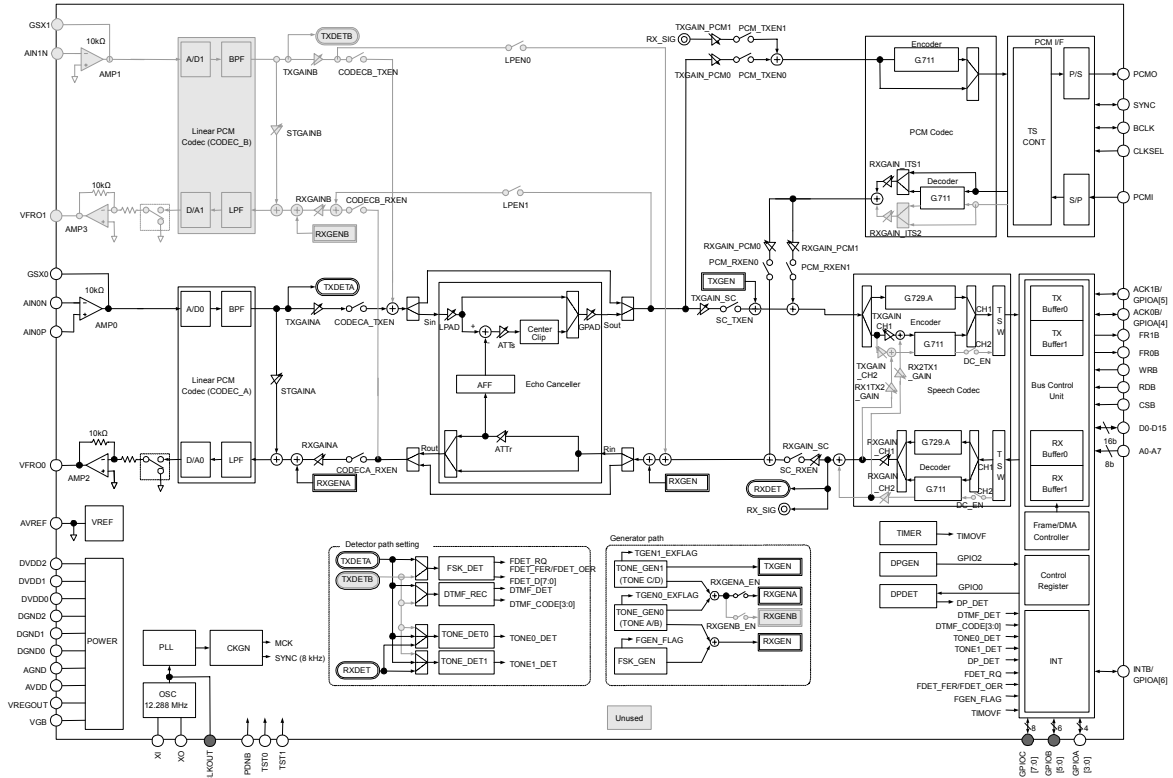 GSX1
10kΩ
AIN1N
AMP1
A/D1
BPF
Linear PCM
Codec (CODEC_B)
D/A1
LPF
10kΩ
VFRO1
AMP3
TXDETB
TXGAINB
CODECB_TXEN
STGAINB
RXGAINB
CODECB_RXEN
RXGENB
LPEN0
LPEN1
TXGAIN_PCM1
PCM_TXEN1
RX_SIG
TXGAIN_PCM0
PCM_TXEN0
Encoder
G.711
PCM Codec
RXGAIN_ITS1
Decoder
G.711
RXGAIN_ITS2
PCM I/F
TS
CONT
P/S
S/P
PCMO
SYNC
BCLK
CLKSEL
PCMI
GSX0
10kΩ
AIN0N
AIN0P
AMP0
A/D0
BPF
Linear PCM
Codec (CODEC_A)
D/A0
LPF
10kΩ
VFRO0
AMP2
TXDETA
TXGAINA
CODECA_TXEN
STGAINA
RXGAINA
CODECA_RXEN
RXGENA
Sin
LPAD
+
-
ATTs
Center
Clip
GPAD
Sout
AFF
Echo Canceller
ATTr
Rout
Rin
RXGEN
RXGAIN_PCM0
RXGAIN_PCM1
PCM_RXEN0
PCM_RXEN1
TXGEN
TXGAIN_SC
SC_TXEN
RXGAIN_SC
SC_RXEN
RXDET
RX_SIG
G.729.A
TXGAIN
_CH1
Encoder
G.711
CH1
CH2
DC_EN
TXGAIN
_CH2
RX2TX1
_GAIN
RX1TX2
_GAIN
Speech Codec
T
S
W
RXGAIN
_CH1
G.729.A
Decoder
G.711
RXGAIN
_CH2
CH1
CH2
DC_EN
T
S
W
TX
Buffer0
TX
Buffer1
Bus Control
Unit
RX
Buffer0
RX
Buffer1
Frame/DMA
Controller
Control
Register
INT
ACK1B/
GPIOA[5]
ACK0B/
GPIOA[4]
FR1B
FR0B
WRB
RDB
CSB
D0-D15
16b
A0-A7
8b
INTB/
GPIOA[6]
AVREF
VREF
DVDD2
DVDD1
DVDD0
DGND2
DGND1
DGND0
AGND
AVDD
VREGOUT
VGB
POWER
PLL
CKGN
MCK
SYNC (8 kHz)
OSC
12.288 MHz
XI
XO
LKOUT
PDNB
TST0
TST1
Detector path setting
TXDETA
TXDETB
RXDET
FSK_DET
FDET_RQ
FDET_FER/FDET_OER
FDET_D[7:0]
DTMF_REC
DTMF_DET
DTMF_CODE[3:0]
TONE_DET0
TONE0_DET
TONE_DET1
TONE1_DET
Generator path
TGEN1_EXFLAG
TONE_GEN1
(TONE C/D)
TGEN0_EXFLAG
TONE_GEN0
(TONE A/B)
FGEN_FLAG
FSK_GEN
RXGENA_EN
RXGENB_EN
TXGEN
RXGENA
RXGENB
RXGEN
Unused
TIMER
TIMOVF
DPGEN
GPIO2
DPDET
GPIO0
DP_DET
DTMF_DET
DTMF_CODE[3:0]
TONE0_DET
TONE1_DET
DP_DET
FDET_RQ
FDET_FER/FDET_OER
FGEN_FLAG
TIMOVF
8
6
4
GPIOC
[7:0]
GPIOB
[5:0]
GPIOA
[3:0]